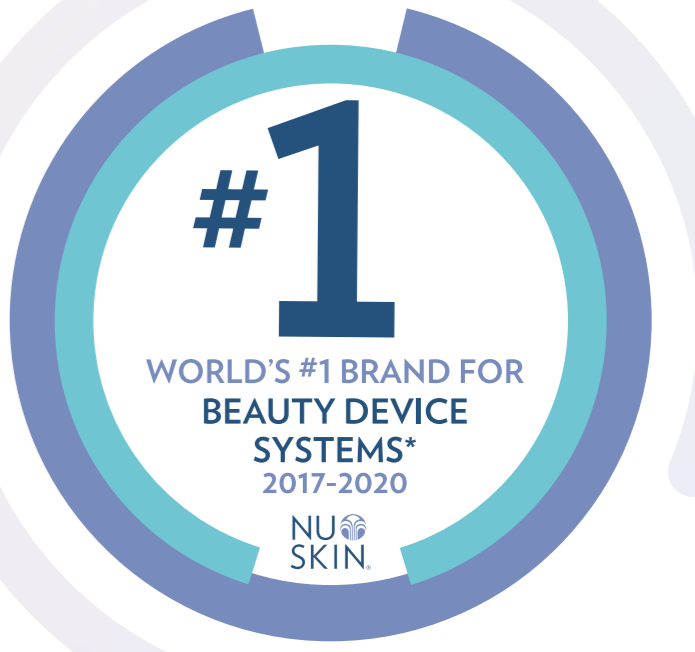 #1
WORLD'S #1 BRAND FOR
BEAUTY DEVICE
SYSTEMS*
2017-2020
NU
SKIN®